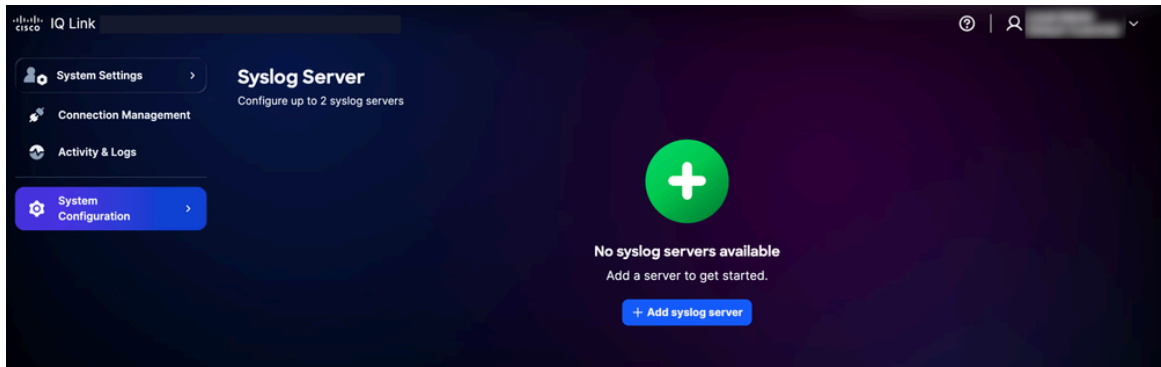 cisco IQ Link
System Settings
Connection Management
Activity & Logs
System
Configuration
Syslog Server
Configure up to 2 syslog servers
No syslog servers available
Add a server to get started.
+ Add syslog server